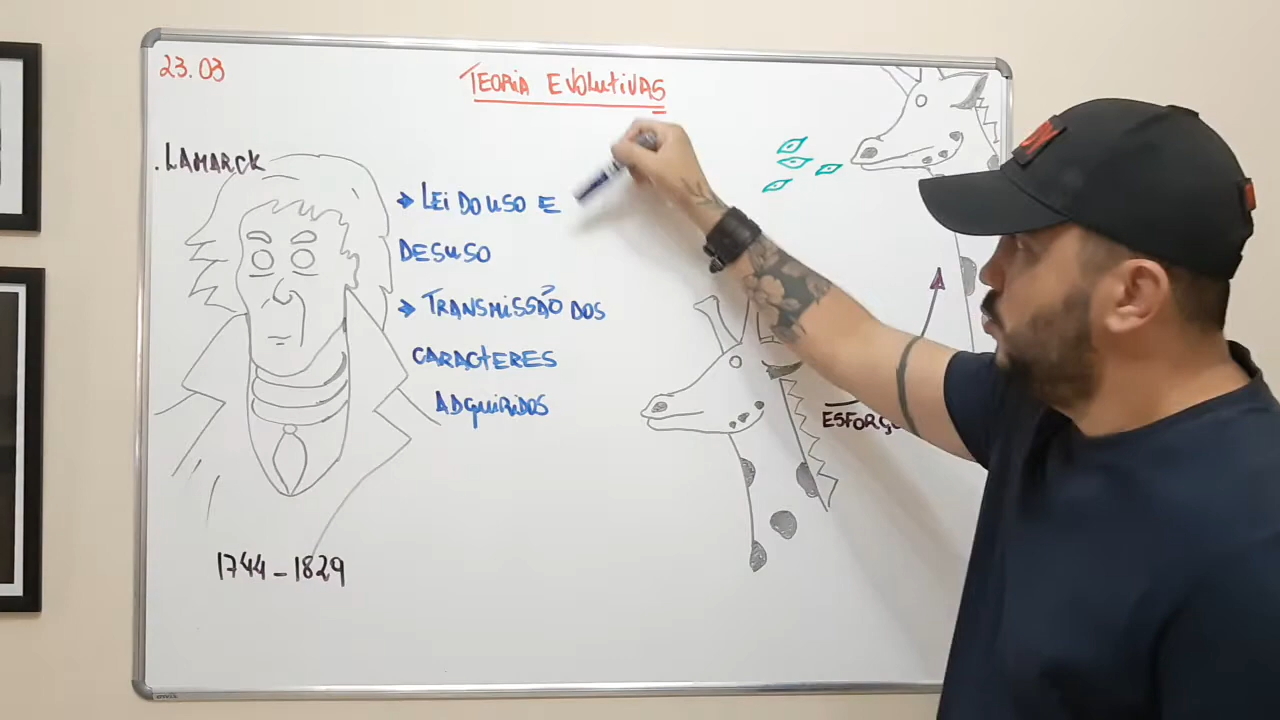 23.03
TEORIA EVOLUTIVAS
.LAMARCK
→ LEI DO USO E
DESUSO
→ TRANSMISSÃO DOS
CARACTERES
ADQUIRIDOS
1744 - 1829